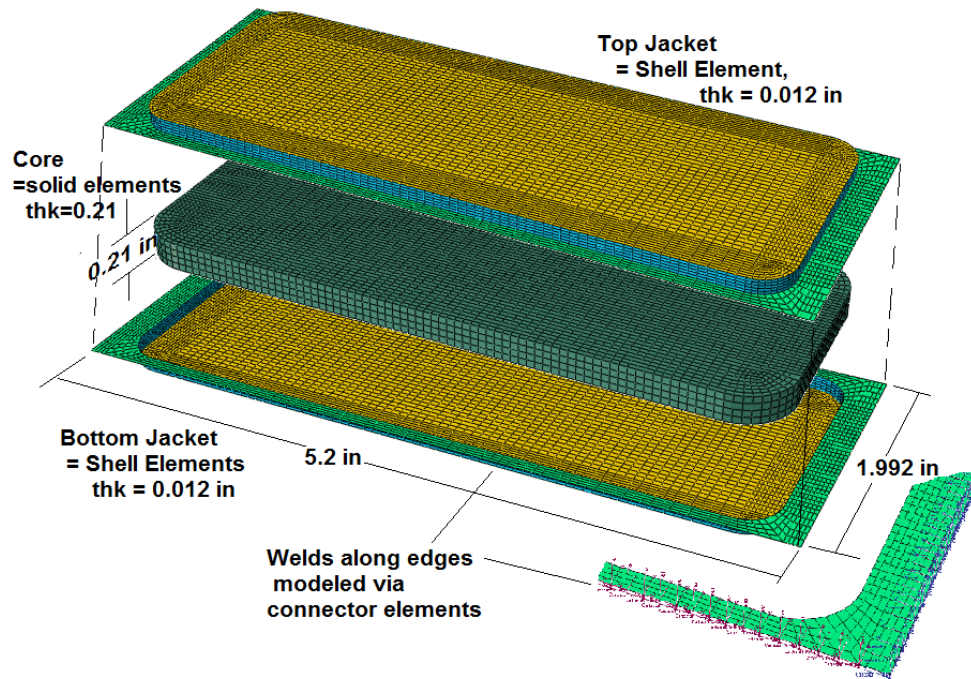 Top Jacket
= Shell Element,
thk = 0.012 in
Core
=solid elements
thk=0.21
0.21 in
Bottom Jacket
= Shell Elements
thk = 0.012 in
5.2 in
1.992 in
Welds along edges
modeled via
connector elements